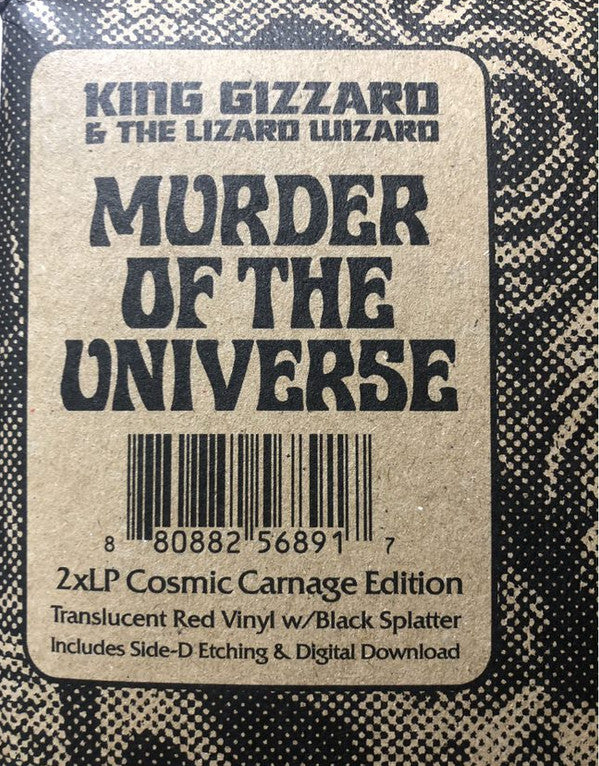 KING GIZZARD
& THE LIZARD WIZARD
MURDER
OF THE
UNIVERSE
8 80882 56891 7
2xLP Cosmic Carnage Edition
Translucent Red Vinyl w/Black Splatter
Includes Side-D Etching & Digital Download